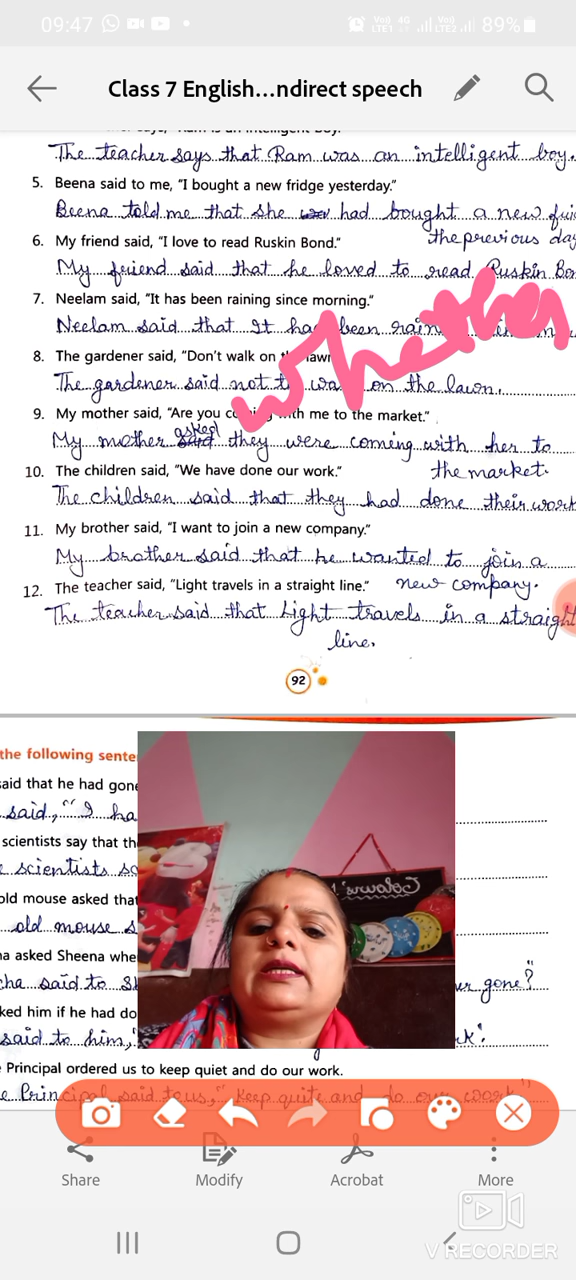 09:47 89%
Class 7 English...ndirect speech
The teacher says that Ram was an intelligent boy.
5. Beena said to me, "I bought a new fridge yesterday."
Beena told me that she had bought a new
the previous day
6. My friend said, "I love to read Ruskin Bond."
My friend said that he loved to read Ruskin Bon
7. Neelam said, "It has been raining since morning."
Neelam said that It had been rain
whether
8. The gardener said, "Don't walk on
The gardener said not to walk on the lawn.
9. My mother said, "Are you with me to the market."
asked
My mother said they were coming with her to
the market.
10. The children said, "We have done our work."
The children said that they had done their work
11. My brother said, "I want to join a new company."
My brother said that he wanted to join a
new company.
12. The teacher said, "Light travels in a straight line."
The teacher said that Light travels in a straight
line.
92
the following sente
said that he had gone
said, "I ha
scientists say that th
scientists sa
old mouse asked that
old mouse s
asked Sheena whe
said to Sh
gone?"
ked him if he had do
said to him,
Principal ordered us to keep quiet and do our work.
Principal said to us, "Keep quite and do our work"
Share
Modify
Acrobat
More
V RECORDER